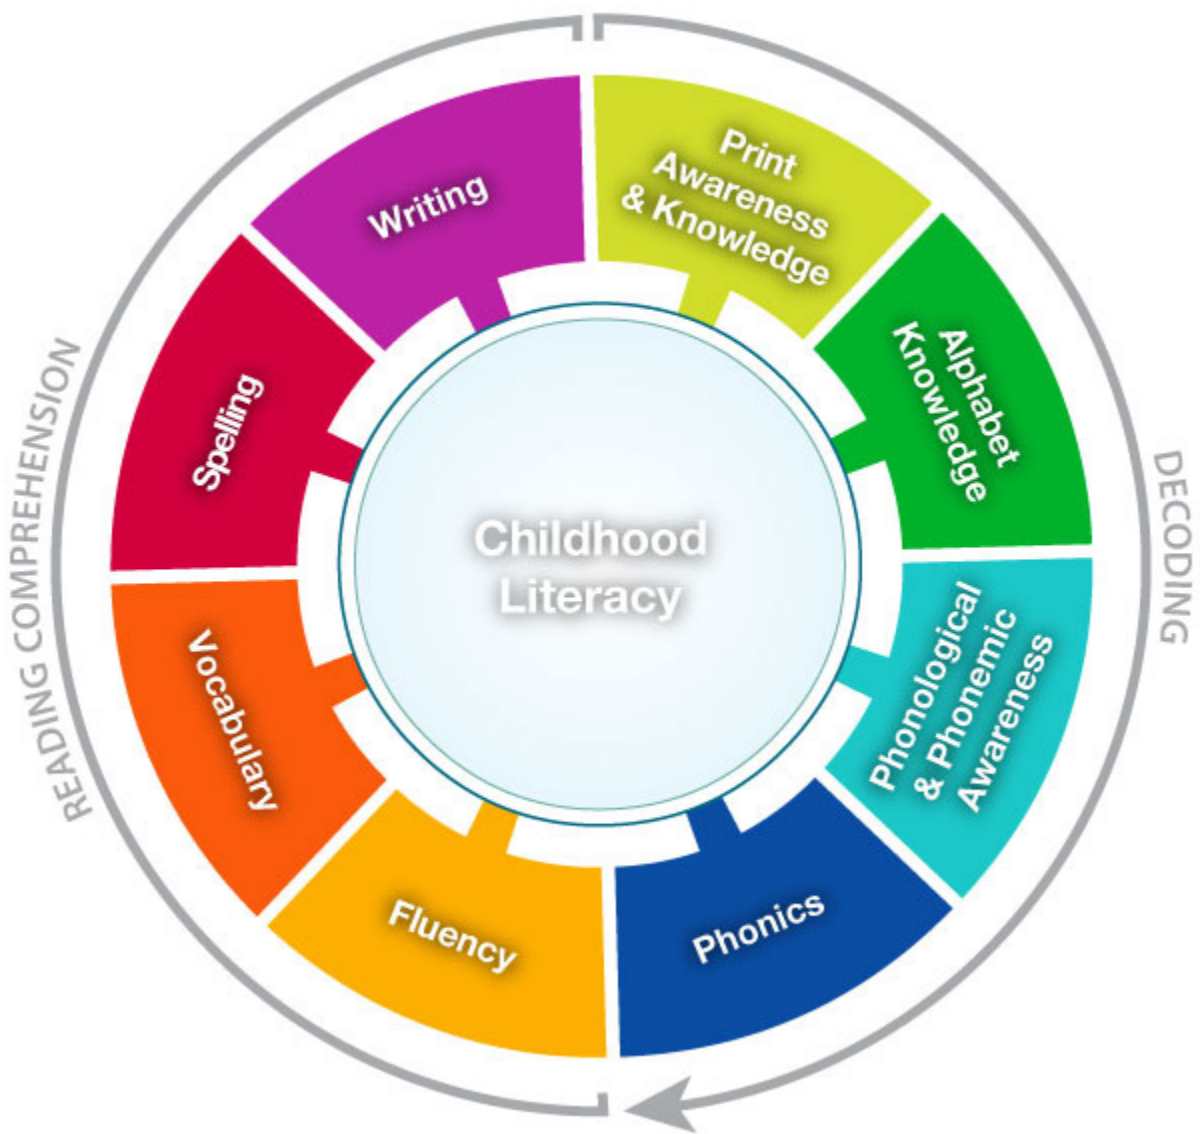 Print
Awareness
& Knowledge
Alphabet
Knowledge
Phonological
& Phonemic
Awareness
Phonics
Fluency
Vocabulary
Spelling
Writing
Childhood
Literacy
DECODING
READING COMPREHENSION